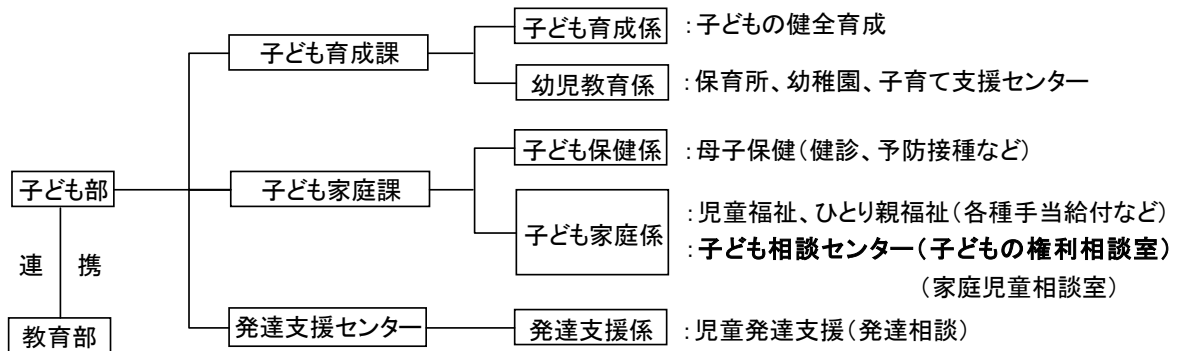 子ども育成課
子ども育成係 :子どもの健全育成
幼児教育係 :保育所、幼稚園、子育て支援センター
子ども部
子ども家庭課
子ども保健係 :母子保健(健診、予防接種など)
子ども家庭係 :児童福祉、ひとり親福祉(各種手当給付など)
:子ども相談センター(子どもの権利相談室)
(家庭児童相談室)
連 携
教育部
発達支援センター
発達支援係 :児童発達支援(発達相談)